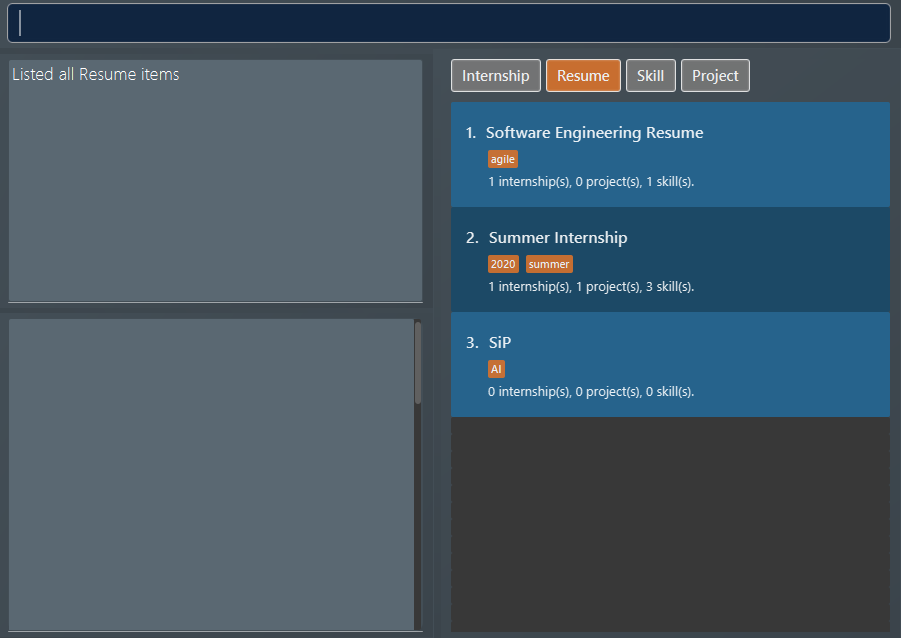 Listed all Resume items
Internship Resume Skill Project
1. Software Engineering Resume
agile
1 internship(s), 0 project(s), 1 skill(s).
2. Summer Internship
2020 summer
1 internship(s), 1 project(s), 3 skill(s).
3. SiP
AI
0 internship(s), 0 project(s), 0 skill(s).